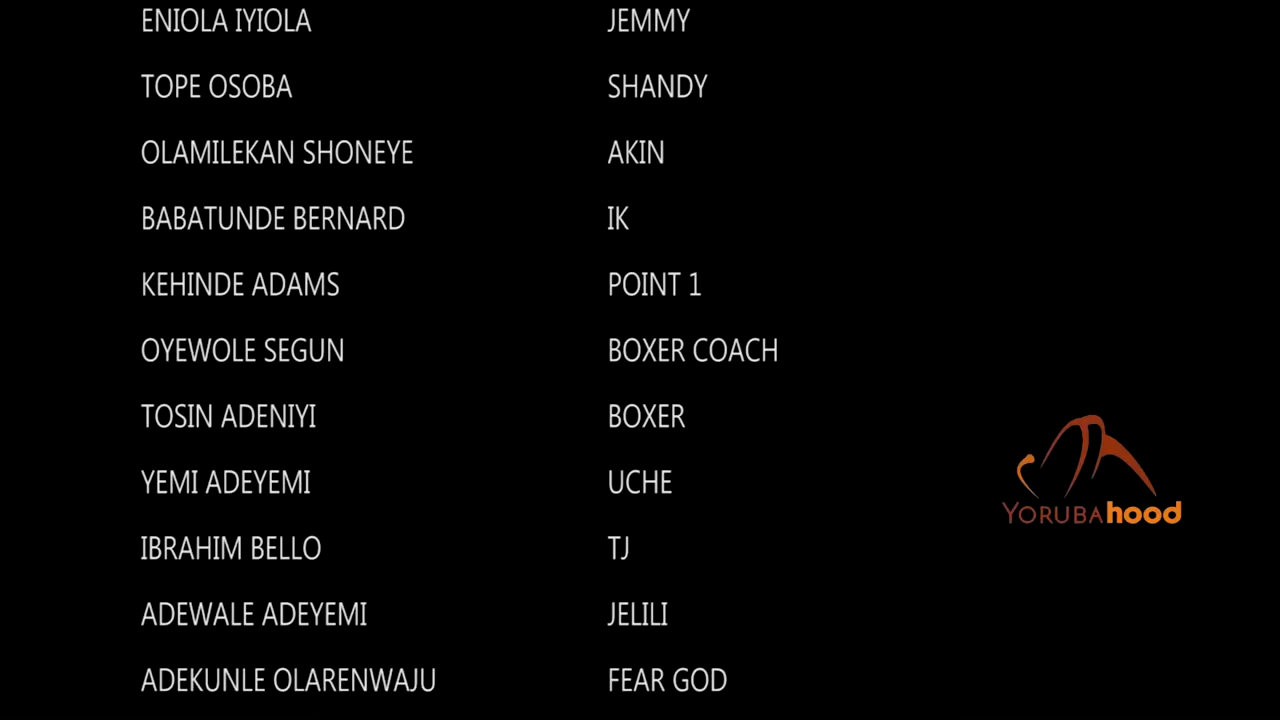 ENIOLA IYIOLA JEMMY
TOPE OSOBA SHANDY
OLAMILEKAN SHONEYE AKIN
BABATUNDE BERNARD IK
KEHINDE ADAMS POINT 1
OYEWOLE SEGUN BOXER COACH
TOSIN ADENIYI BOXER
YEMI ADEYEMI UCHE
YORUBAhood
IBRAHIM BELLO TJ
ADEWALE ADEYEMI JELILI
ADEKUNLE OLARENWAJU FEAR GOD